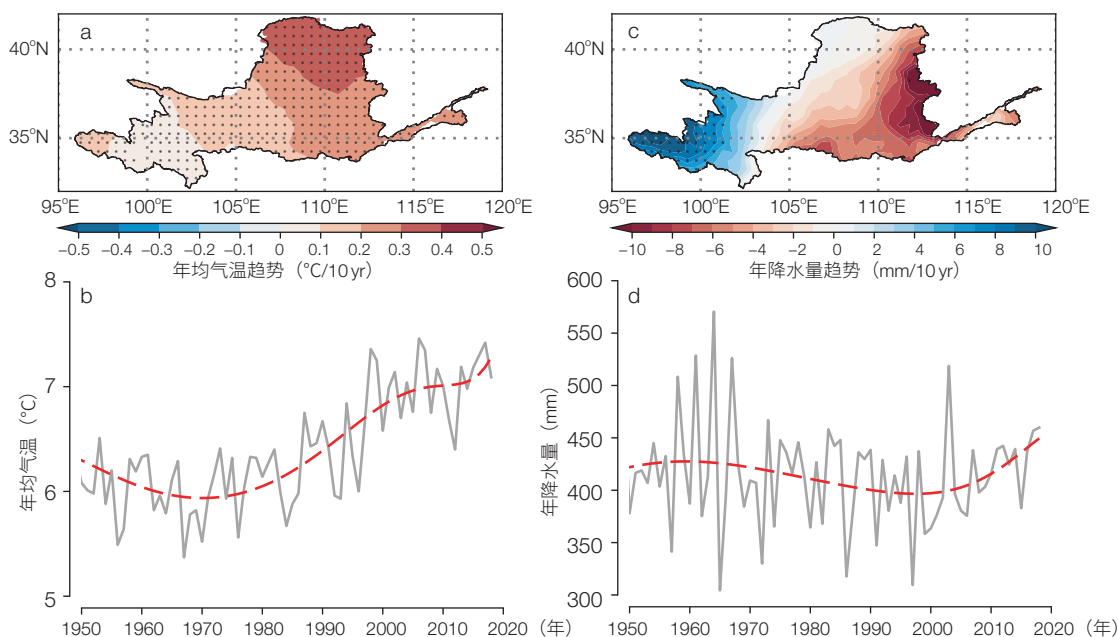 a
40°N
35°N
95°E 100°E 105°E 110°E 115°E 120°E
−0.5 −0.4 −0.3 −0.2 −0.1 0 0.1 0.2 0.3 0.4 0.5
年均气温趋势（°C/10 yr）
c
40°N
35°N
95°E 100°E 105°E 110°E 115°E 120°E
−10 −8 −6 −4 −2 0 2 4 6 8 10
年降水量趋势（mm/10 yr）
b
年均气温（°C）
8
7
6
5
1950 1960 1970 1980 1990 2000 2010 2020（年）
d
年降水量（mm）
600
550
500
450
400
350
300
1950 1960 1970 1980 1990 2000 2010 2020（年）